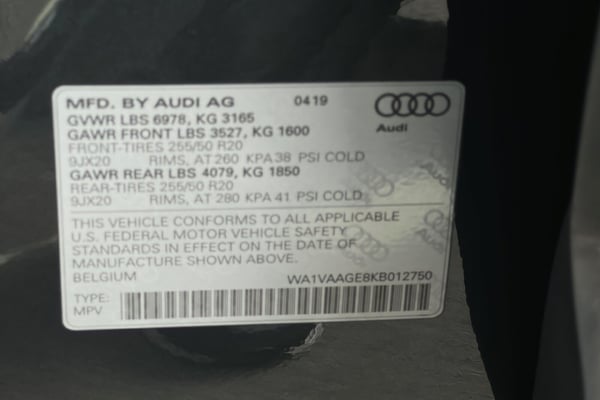 MFD. BY AUDI AG 0419
GVWR LBS 6978, KG 3165
GAWR FRONT LBS 3527, KG 1600
FRONT-TIRES 255/50 R20
9JX20 RIMS, AT 260 KPA 38 PSI COLD
GAWR REAR LBS 4079, KG 1850
REAR-TIRES 255/50 R20
9JX20 RIMS, AT 280 KPA 41 PSI COLD
Audi
THIS VEHICLE CONFORMS TO ALL APPLICABLE
U.S. FEDERAL MOTOR VEHICLE SAFETY
STANDARDS IN EFFECT ON THE DATE OF
MANUFACTURE SHOWN ABOVE.
BELGIUM WA1VAAGE8KB012750
TYPE:
MPV